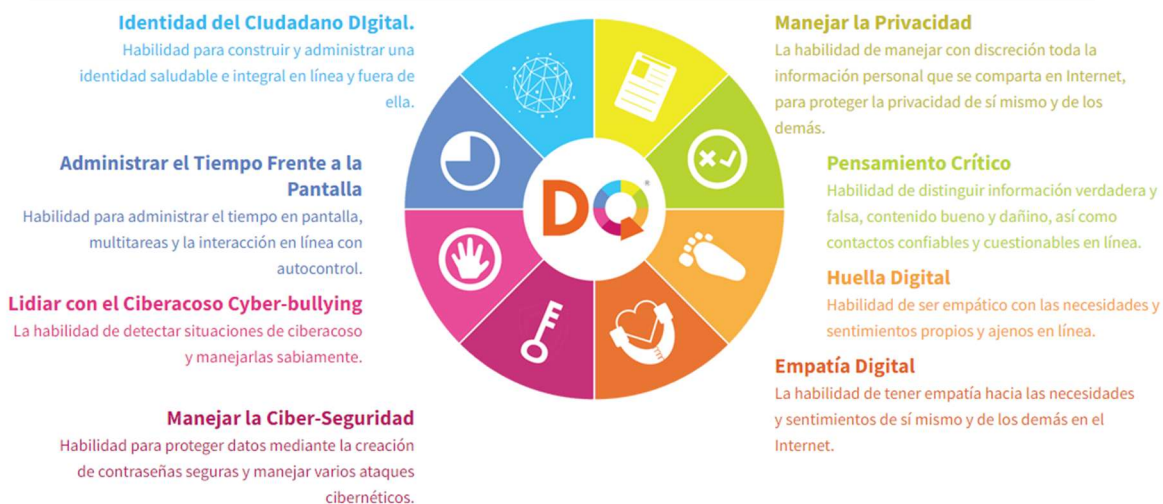 Identidad del CIudadano DIgital.
Habilidad para construir y administrar una
identidad saludable e integral en línea y fuera de
ella.
Administrar el Tiempo Frente a la
Pantalla
Habilidad para administrar el tiempo en pantalla,
multitareas y la interacción en línea con
autocontrol.
Lidiar con el Ciberacoso Cyber-bullying
La habilidad de detectar situaciones de ciberacoso
y manejarlas sabiamente.
Manejar la Ciber-Seguridad
Habilidad para proteger datos mediante la creación
de contraseñas seguras y manejar varios ataques
cibernéticos.
DQ®
Manejar la Privacidad
La habilidad de manejar con discreción toda la
información personal que se comparta en Internet,
para proteger la privacidad de sí mismo y de los
demás.
Pensamiento Crítico
Habilidad de distinguir información verdadera y
falsa, contenido bueno y dañino, así como
contactos confiables y cuestionables en línea.
Huella Digital
Habilidad de ser empático con las necesidades y
sentimientos propios y ajenos en línea.
Empatía Digital
La habilidad de tener empatía hacia las necesidades
y sentimientos de sí mismo y de los demás en el
Internet.